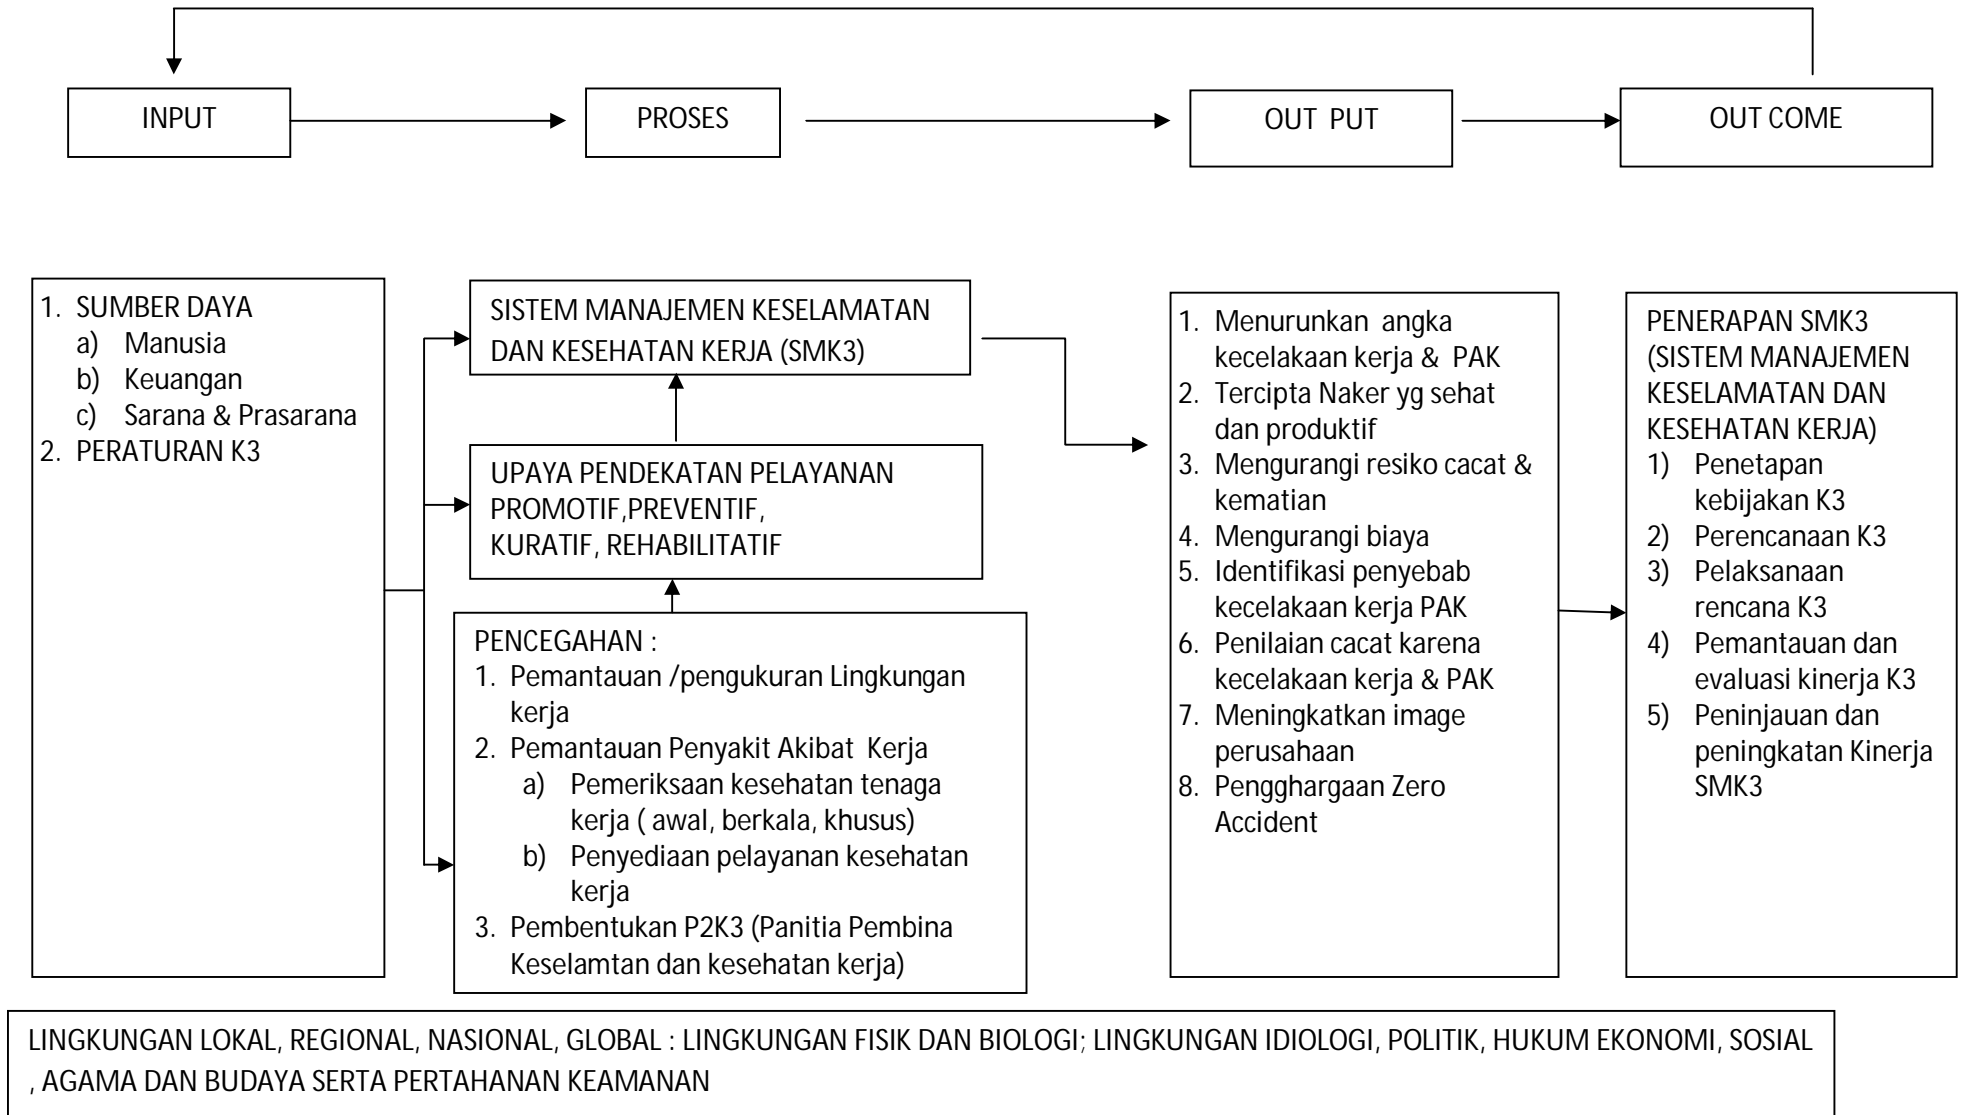 INPUT
PROSES
OUT PUT
OUT COME
1. SUMBER DAYA
a) Manusia
b) Keuangan
c) Sarana & Prasarana
2. PERATURAN K3
SISTEM MANAJEMEN KESELAMATAN
DAN KESEHATAN KERJA (SMK3)
UPAYA PENDEKATAN PELAYANAN
PROMOTIF,PREVENTIF,
KURATIF, REHABILITATIF
PENCEGAHAN :
1. Pemantauan /pengukuran Lingkungan
kerja
2. Pemantauan Penyakit Akibat Kerja
a) Pemeriksaan kesehatan tenaga
kerja ( awal, berkala, khusus)
b) Penyediaan pelayanan kesehatan
kerja
3. Pembentukan P2K3 (Panitia Pembina
Keselamtan dan kesehatan kerja)
1. Menurunkan angka
kecelakaan kerja & PAK
2. Tercipta Naker yg sehat
dan produktif
3. Mengurangi resiko cacat &
kematian
4. Mengurangi biaya
5. Identifikasi penyebab
kecelakaan kerja PAK
6. Penilaian cacat karena
kecelakaan kerja & PAK
7. Meningkatkan image
perusahaan
8. Pengghargaan Zero
Accident
PENERAPAN SMK3
(SISTEM MANAJEMEN
KESELAMATAN DAN
KESEHATAN KERJA)
1) Penetapan
kebijakan K3
2) Perencanaan K3
3) Pelaksanaan
rencana K3
4) Pemantauan dan
evaluasi kinerja K3
5) Peninjauan dan
peningkatan Kinerja
SMK3
LINGKUNGAN LOKAL, REGIONAL, NASIONAL, GLOBAL : LINGKUNGAN FISIK DAN BIOLOGI; LINGKUNGAN IDIOLOGI, POLITIK, HUKUM EKONOMI, SOSIAL
, AGAMA DAN BUDAYA SERTA PERTAHANAN KEAMANAN